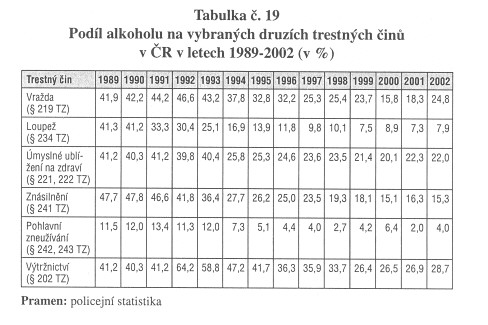 Tabulka č. 19
Podíl alkoholu na vybraných druzích trestných činů
v ČR v letech 1989-2002 (v %)
Trestný čin 1989 1990 1991 1992 1993 1994 1995 1996 1997 1998 1999 2000 2001 2002
Vražda
(§ 219 TZ) 41,9 42,2 44,2 46,6 43,2 37,8 32,8 32,2 25,3 25,4 23,7 15,8 18,3 24,8
Loupež
(§ 234 TZ) 41,3 41,2 33,3 30,4 25,1 16,9 13,9 11,8 9,8 10,1 7,5 8,9 7,3 7,9
Úmyslné ublí-
žení na zdraví
(§ 221, 222 TZ) 41,2 40,3 41,2 39,8 40,4 25,8 25,3 24,6 23,6 23,5 21,4 20,1 22,3 22,0
Znásilnění
(§ 241 TZ) 47,7 47,8 46,6 41,8 36,4 27,7 26,2 25,0 23,5 19,3 18,1 15,1 16,3 15,3
Pohlavní
zneužívání
(§ 242, 243 TZ) 11,5 12,0 13,4 11,3 12,0 7,3 5,1 4,4 4,0 2,7 4,2 6,4 2,0 4,0
Výtržnictví
(§ 202 TZ) 41,2 40,3 41,2 64,2 58,8 47,2 41,7 36,3 35,9 33,7 26,4 26,5 26,9 28,7
Pramen: policejní statistika